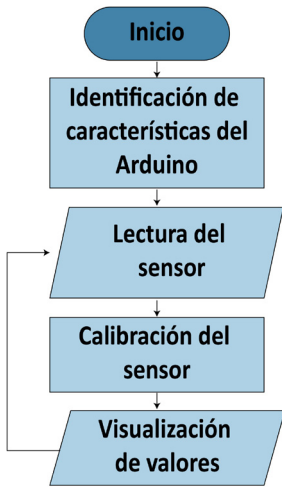 Inicio
Identificación de
características del
Arduino
Lectura del
sensor
Calibración del
sensor
Visualización
de valores